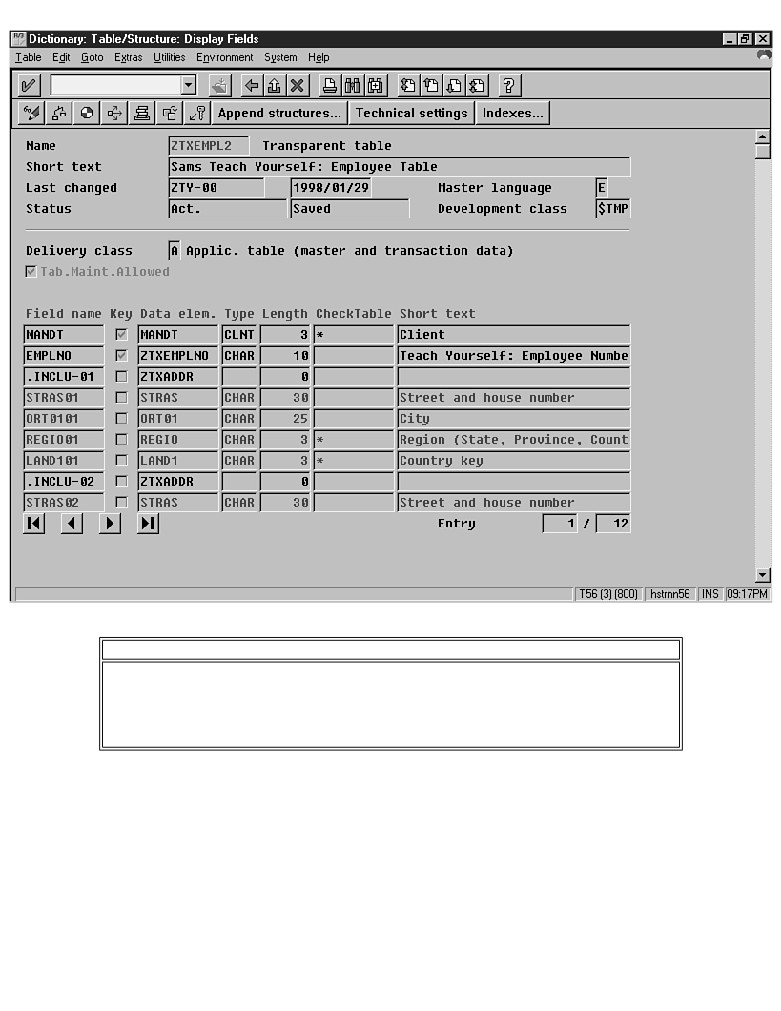 Dictionary: Table/Structure: Display Fields
Table Edit Goto Extras Utilities Environment System Help
Append structures... Technical settings Indexes...
Name ZTXEMPL2 Transparent table
Short text Sams Teach Yourself: Employee Table
Last changed ZTY-00 1998/01/29 Master language E
Status Act. Saved Development class $TMP
Delivery class A Applic. table (master and transaction data)
Tab.Maint.Allowed
Field name Key Data elem. Type Length CheckTable Short text
MANDT MANDT CLNT 3 * Client
EMPLNO ZTXEMPLNO CHAR 10 Teach Yourself: Employee Numbe
.INCLU-01 ZTXADDR 0
STRAS01 STRAS CHAR 30 Street and house number
ORT0101 ORT01 CHAR 25 City
REGIO01 REGIO CHAR 3 * Region (State, Province, Count
LAND101 LAND1 CHAR 3 * Country key
.INCLU-02 ZTXADDR 0
STRAS02 STRAS CHAR 30 Street and house number
Entry 1 / 12
T56 (3) (800) hstrnn56 INS 09:17PM